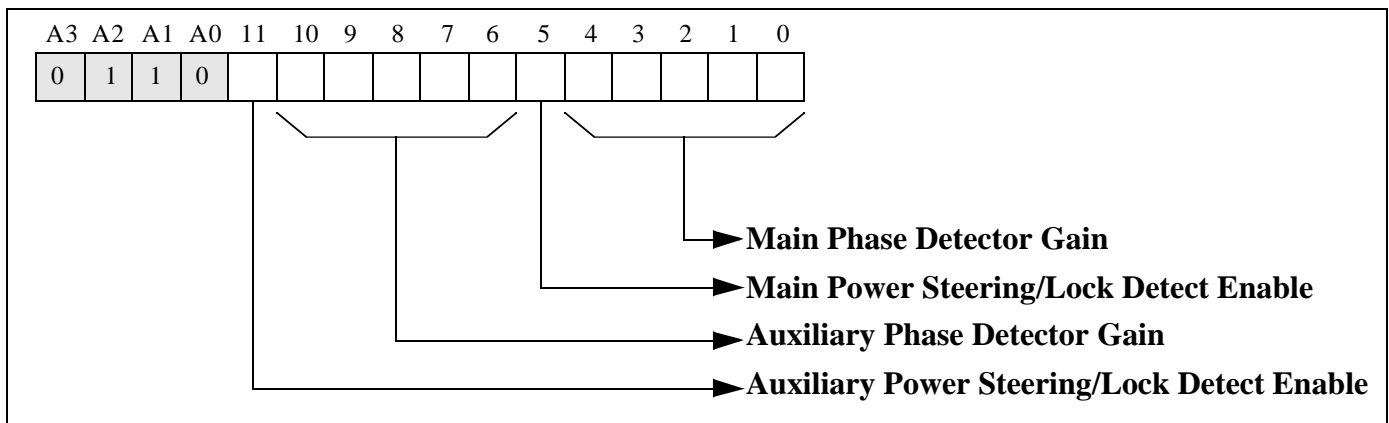 A3 A2 A1 A0 11 10 9 8 7 6 5 4 3 2 1 0
0 1 1 0
Main Phase Detector Gain
Main Power Steering/Lock Detect Enable
Auxiliary Phase Detector Gain
Auxiliary Power Steering/Lock Detect Enable